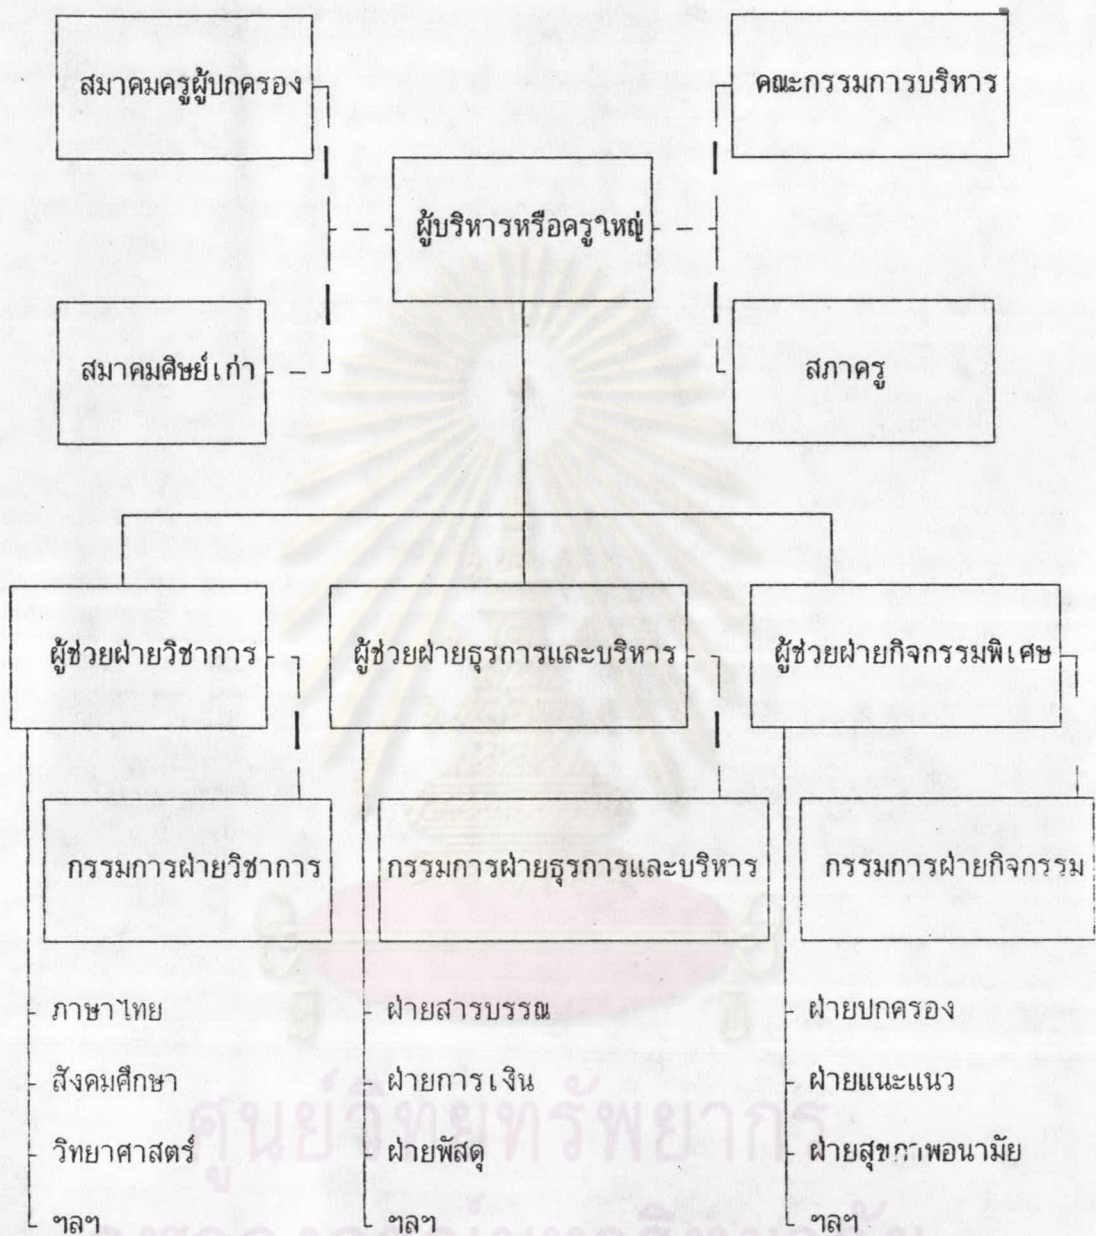 สมาคมครูผู้ปกครอง
คณะกรรมการบริหาร
ผู้บริหารหรือครูใหญ่
สมาคมศิษย์เก่า
สภาครู
ผู้ช่วยฝ่ายวิชาการ
ผู้ช่วยฝ่ายธุรการและบริหาร
ผู้ช่วยฝ่ายกิจกรรมพิเศษ
กรรมการฝ่ายวิชาการ
กรรมการฝ่ายธุรการและบริหาร
กรรมการฝ่ายกิจกรรม
ภาษาไทย
ฝ่ายสารบรรณ
ฝ่ายปกครอง
สังคมศึกษา
ฝ่ายการเงิน
ฝ่ายแนะแนว
ศูนย์วิทยทรัพยากร
วิทยาศาสตร์
ฝ่ายพัสดุ
ฝ่ายสุขภาพอนามัย
ฯลฯ
ฯลฯ
ฯลฯ